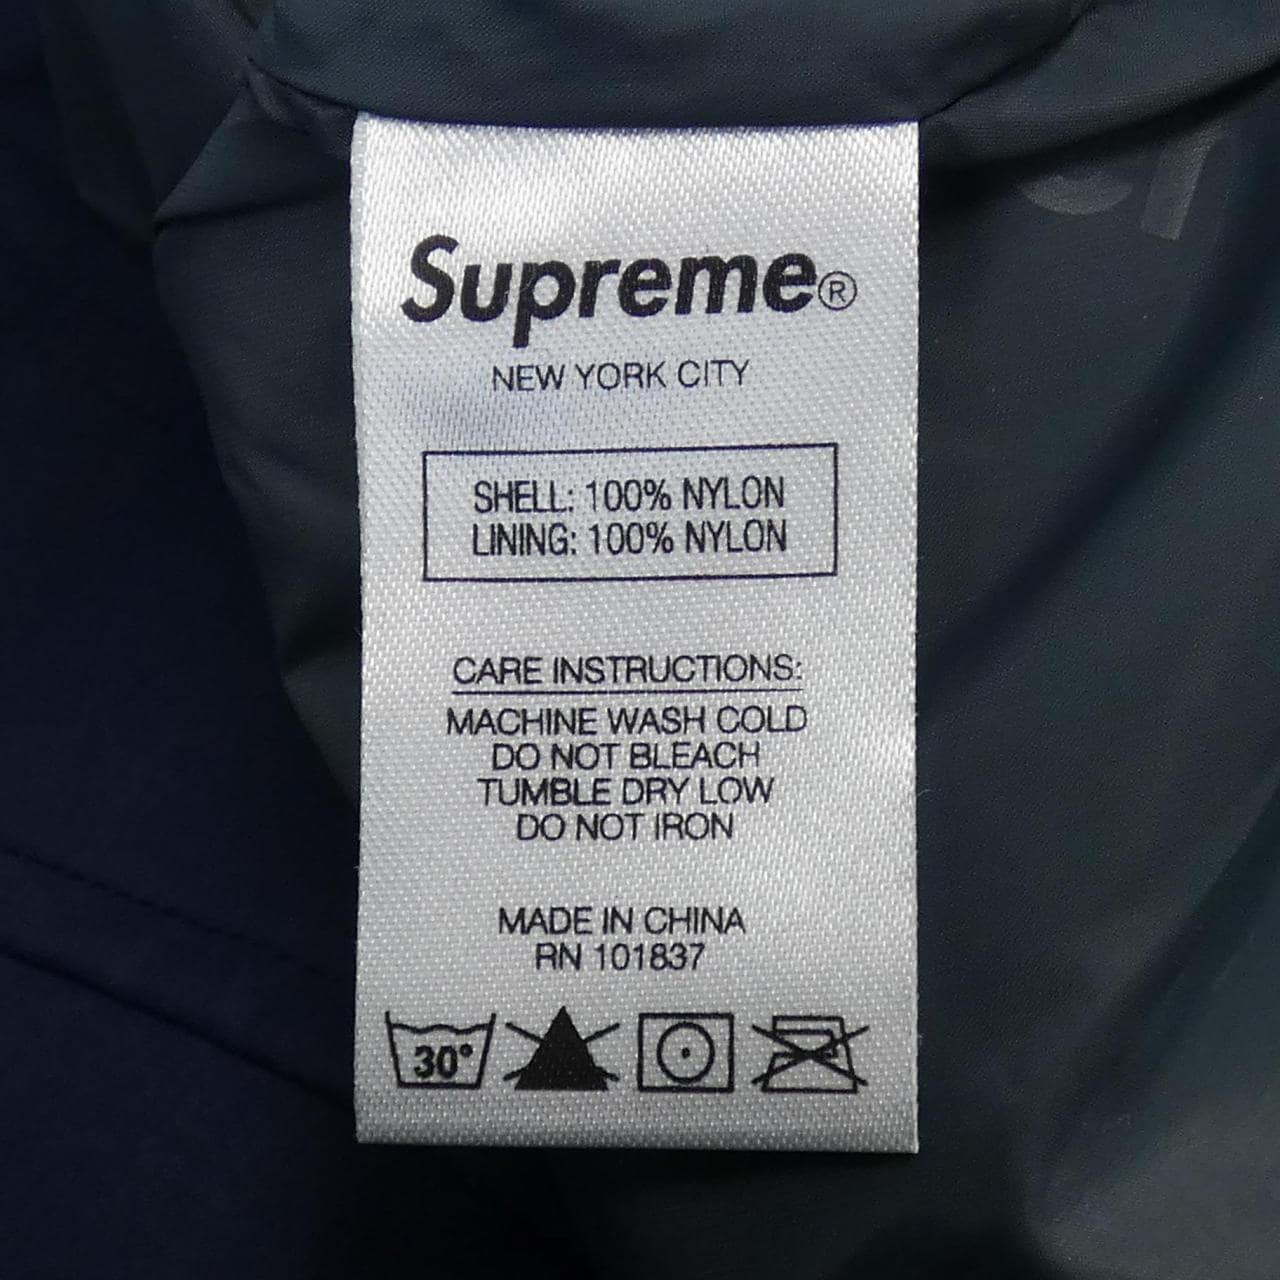 Supreme®
NEW YORK CITY
SHELL: 100% NYLON
LINING: 100% NYLON
CARE INSTRUCTIONS:
MACHINE WASH COLD
DO NOT BLEACH
TUMBLE DRY LOW
DO NOT IRON
MADE IN CHINA
RN 101837
30°